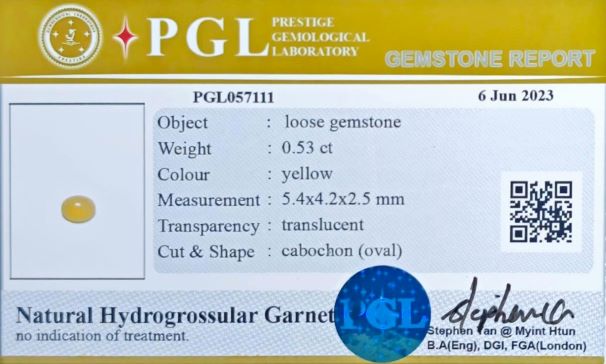 PGL PRESTIGE
GEMOLOGICAL
LABORATORY
GEMSTONE REPORT
PGL057111 6 Jun 2023
Object : loose gemstone
Weight : 0.53 ct
Colour : yellow
Measurement : 5.4x4.2x2.5 mm
Transparency : translucent
Cut & Shape : cabochon (oval)
Natural Hydrogrossular Garnet
no indication of treatment.
PGL
Stephen Tan @ Myint Htun
B.A(Eng), DGI, FGA(London)